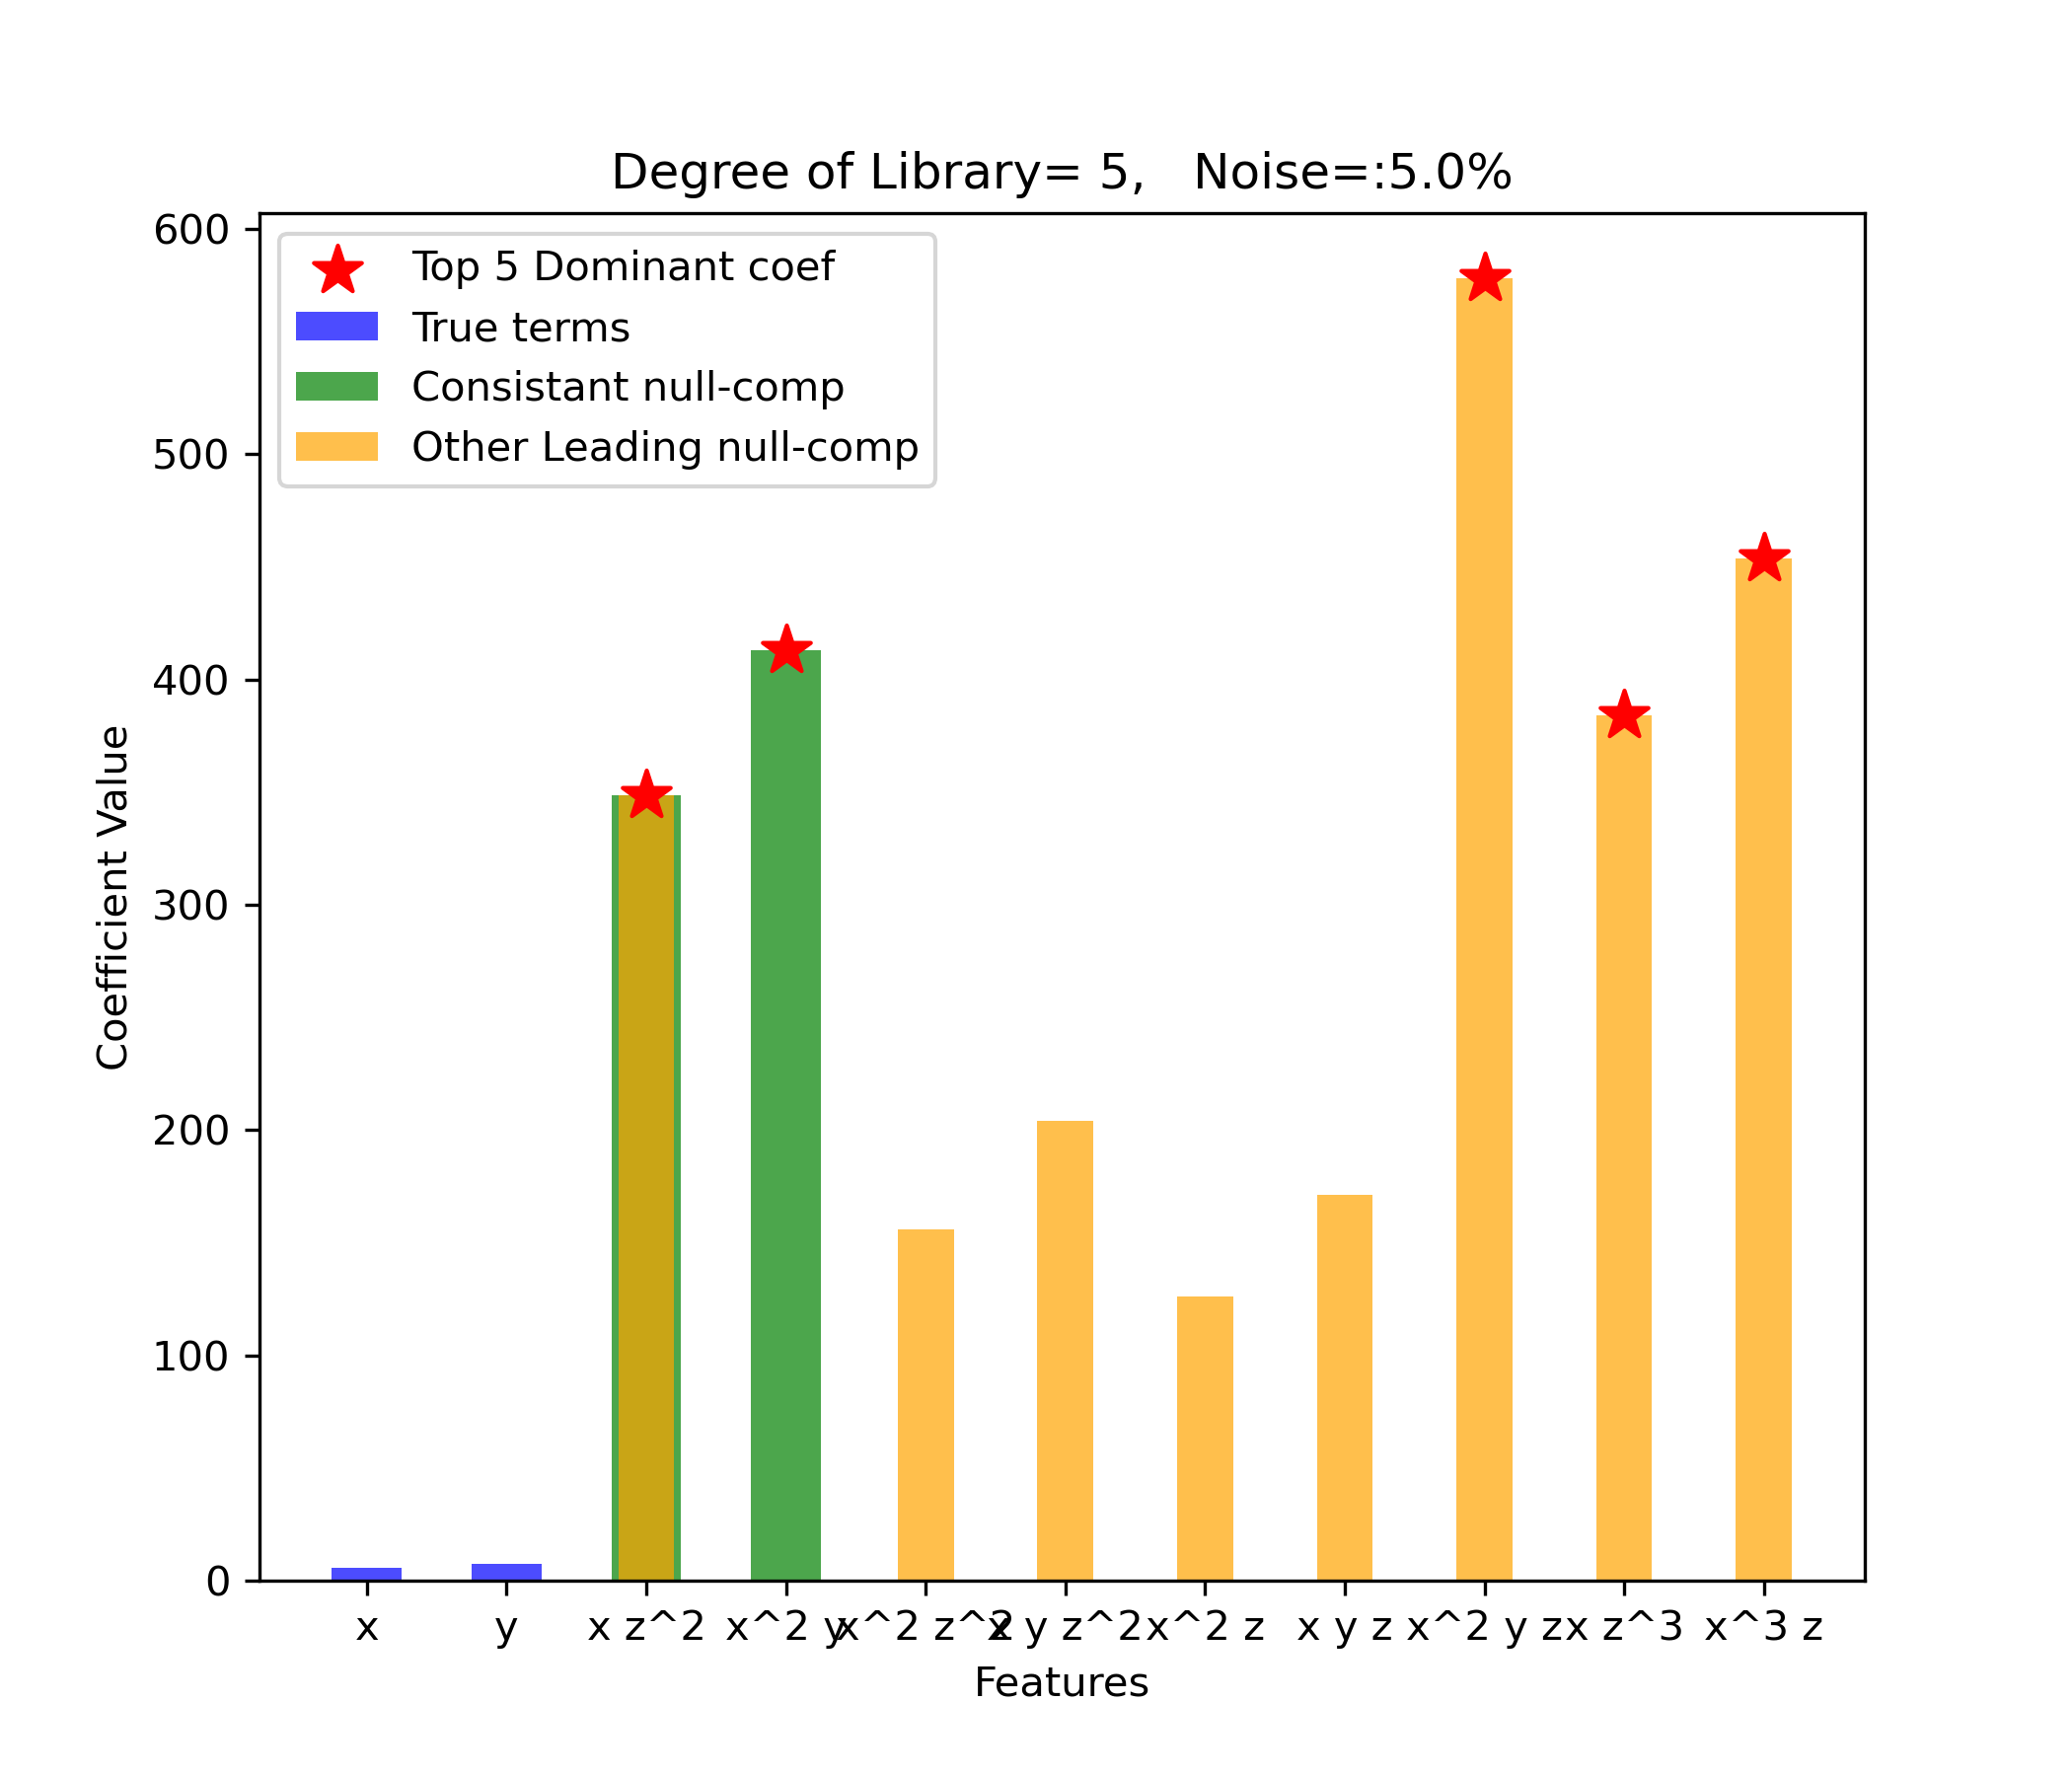 Degree of Library= 5,   Noise=:5.0%
600
500
400
300
200
100
0
Top 5 Dominant coef
True terms
Consistant null-comp
Other Leading null-comp
Coefficient Value
x
y
x z^2
x^2 y
x^2 z^2
x y z^2
x^2 z
x y z
x^2 y z
x z^3
x^3 z
Features